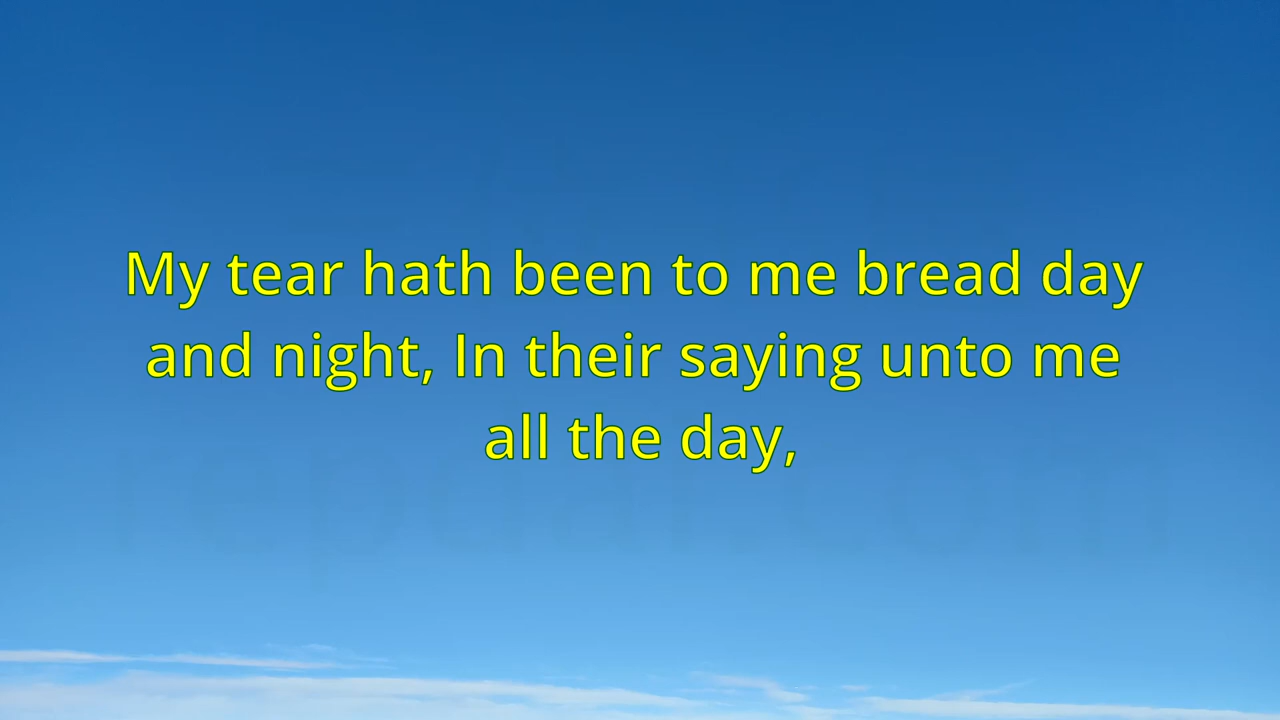 My tear hath been to me bread day
and night, In their saying unto me
all the day,